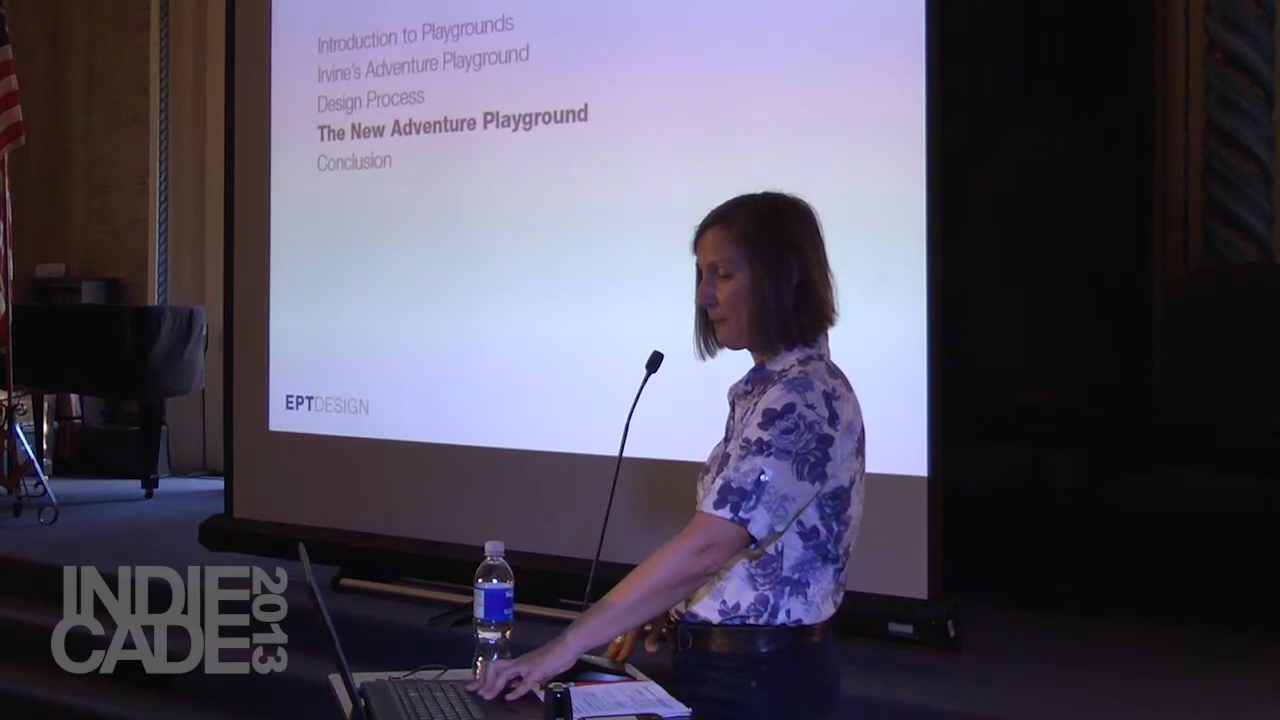 Introduction to Playgrounds
Irvine's Adventure Playground
Design Process
The New Adventure Playground
Conclusion
EPTDESIGN
INDIE
CADE
2013